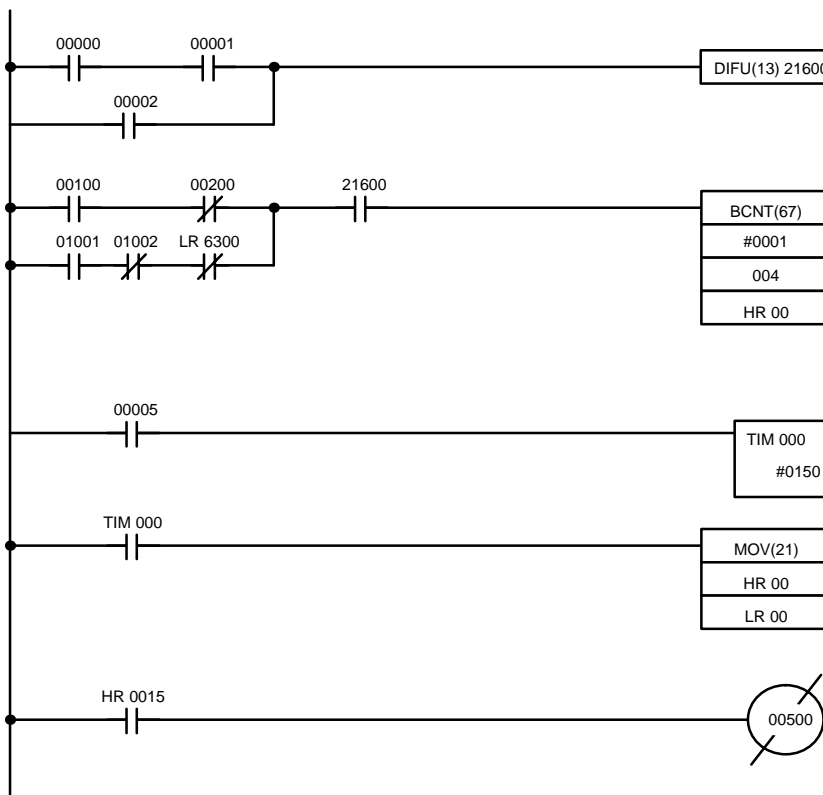 00000 00001
DIFU(13) 21600
00002
00100 00200 21600
BCNT(67)
01001 01002 LR 6300
#0001
004
HR 00
00005
TIM 000
#0150
TIM 000
MOV(21)
HR 00
LR 00
HR 0015
00500